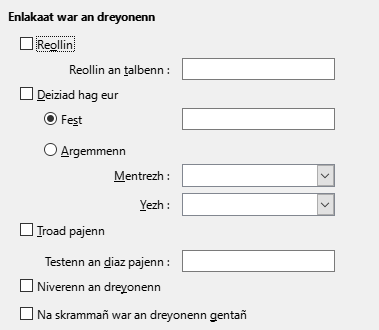 Enlakaat war an dreyonenn
Reollin
Reollin an talbenn :
Deiziad hag eur
Fest
Argemmenn
Mentrezh :
Yezh :
Troad pajenn
Testenn an diaz pajenn :
Niverenn an dreyonenn
Na skrammañ war an dreyonenn gentañ